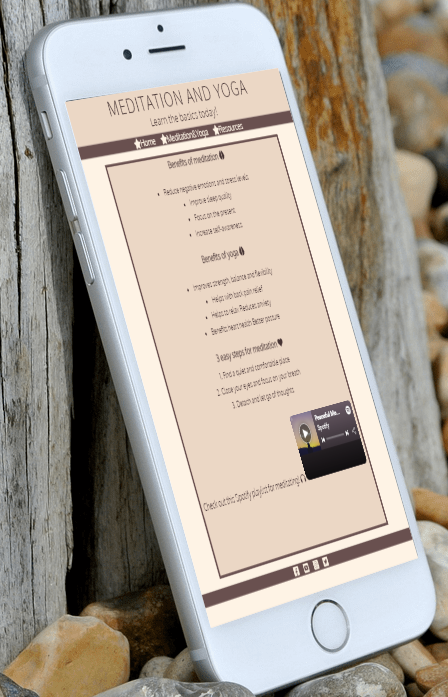 MEDITATION AND YOGA
Learn the basics today!
Home Meditation&Yoga Resources
Benefits of meditation
• Reduce negative emotions and stress levels
• Improve sleep quality
• Focus on the present
• Increase self-awareness
Benefits of yoga
• Improves strength, balance and flexibility
• Helps with back pain relief
• Helps to relax Reduces anxiety
• Benefits heart health Better posture
3 easy steps for meditation
1. Find a quiet and comfortable place
2. Close your eyes and focus on your breath
3. Detach and let go of thoughts
Peaceful Me...
Spotify
Check out this Spotify playlist for meditating!